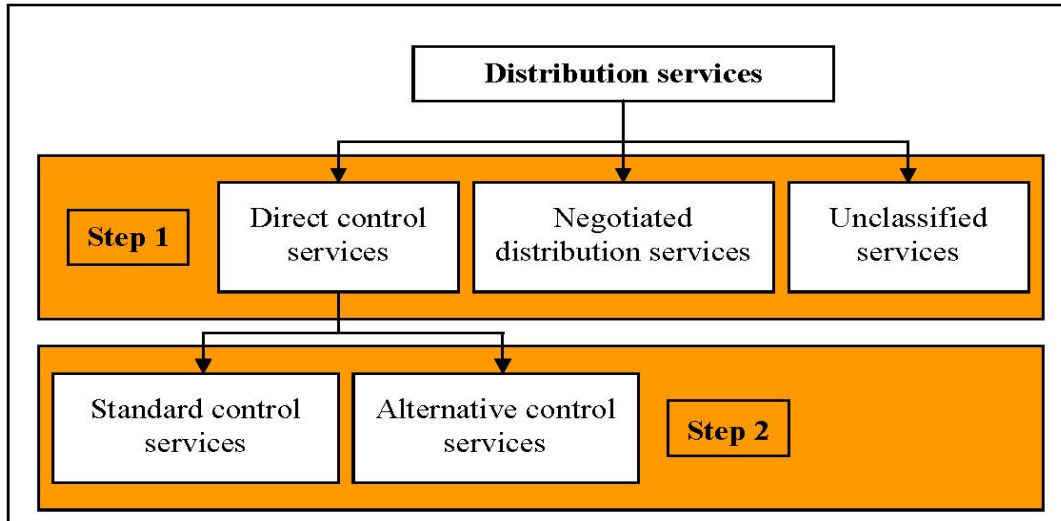 Distribution services
Step 1
Direct control
services
Negotiated
distribution services
Unclassified
services
Standard control
services
Alternative control
services
Step 2